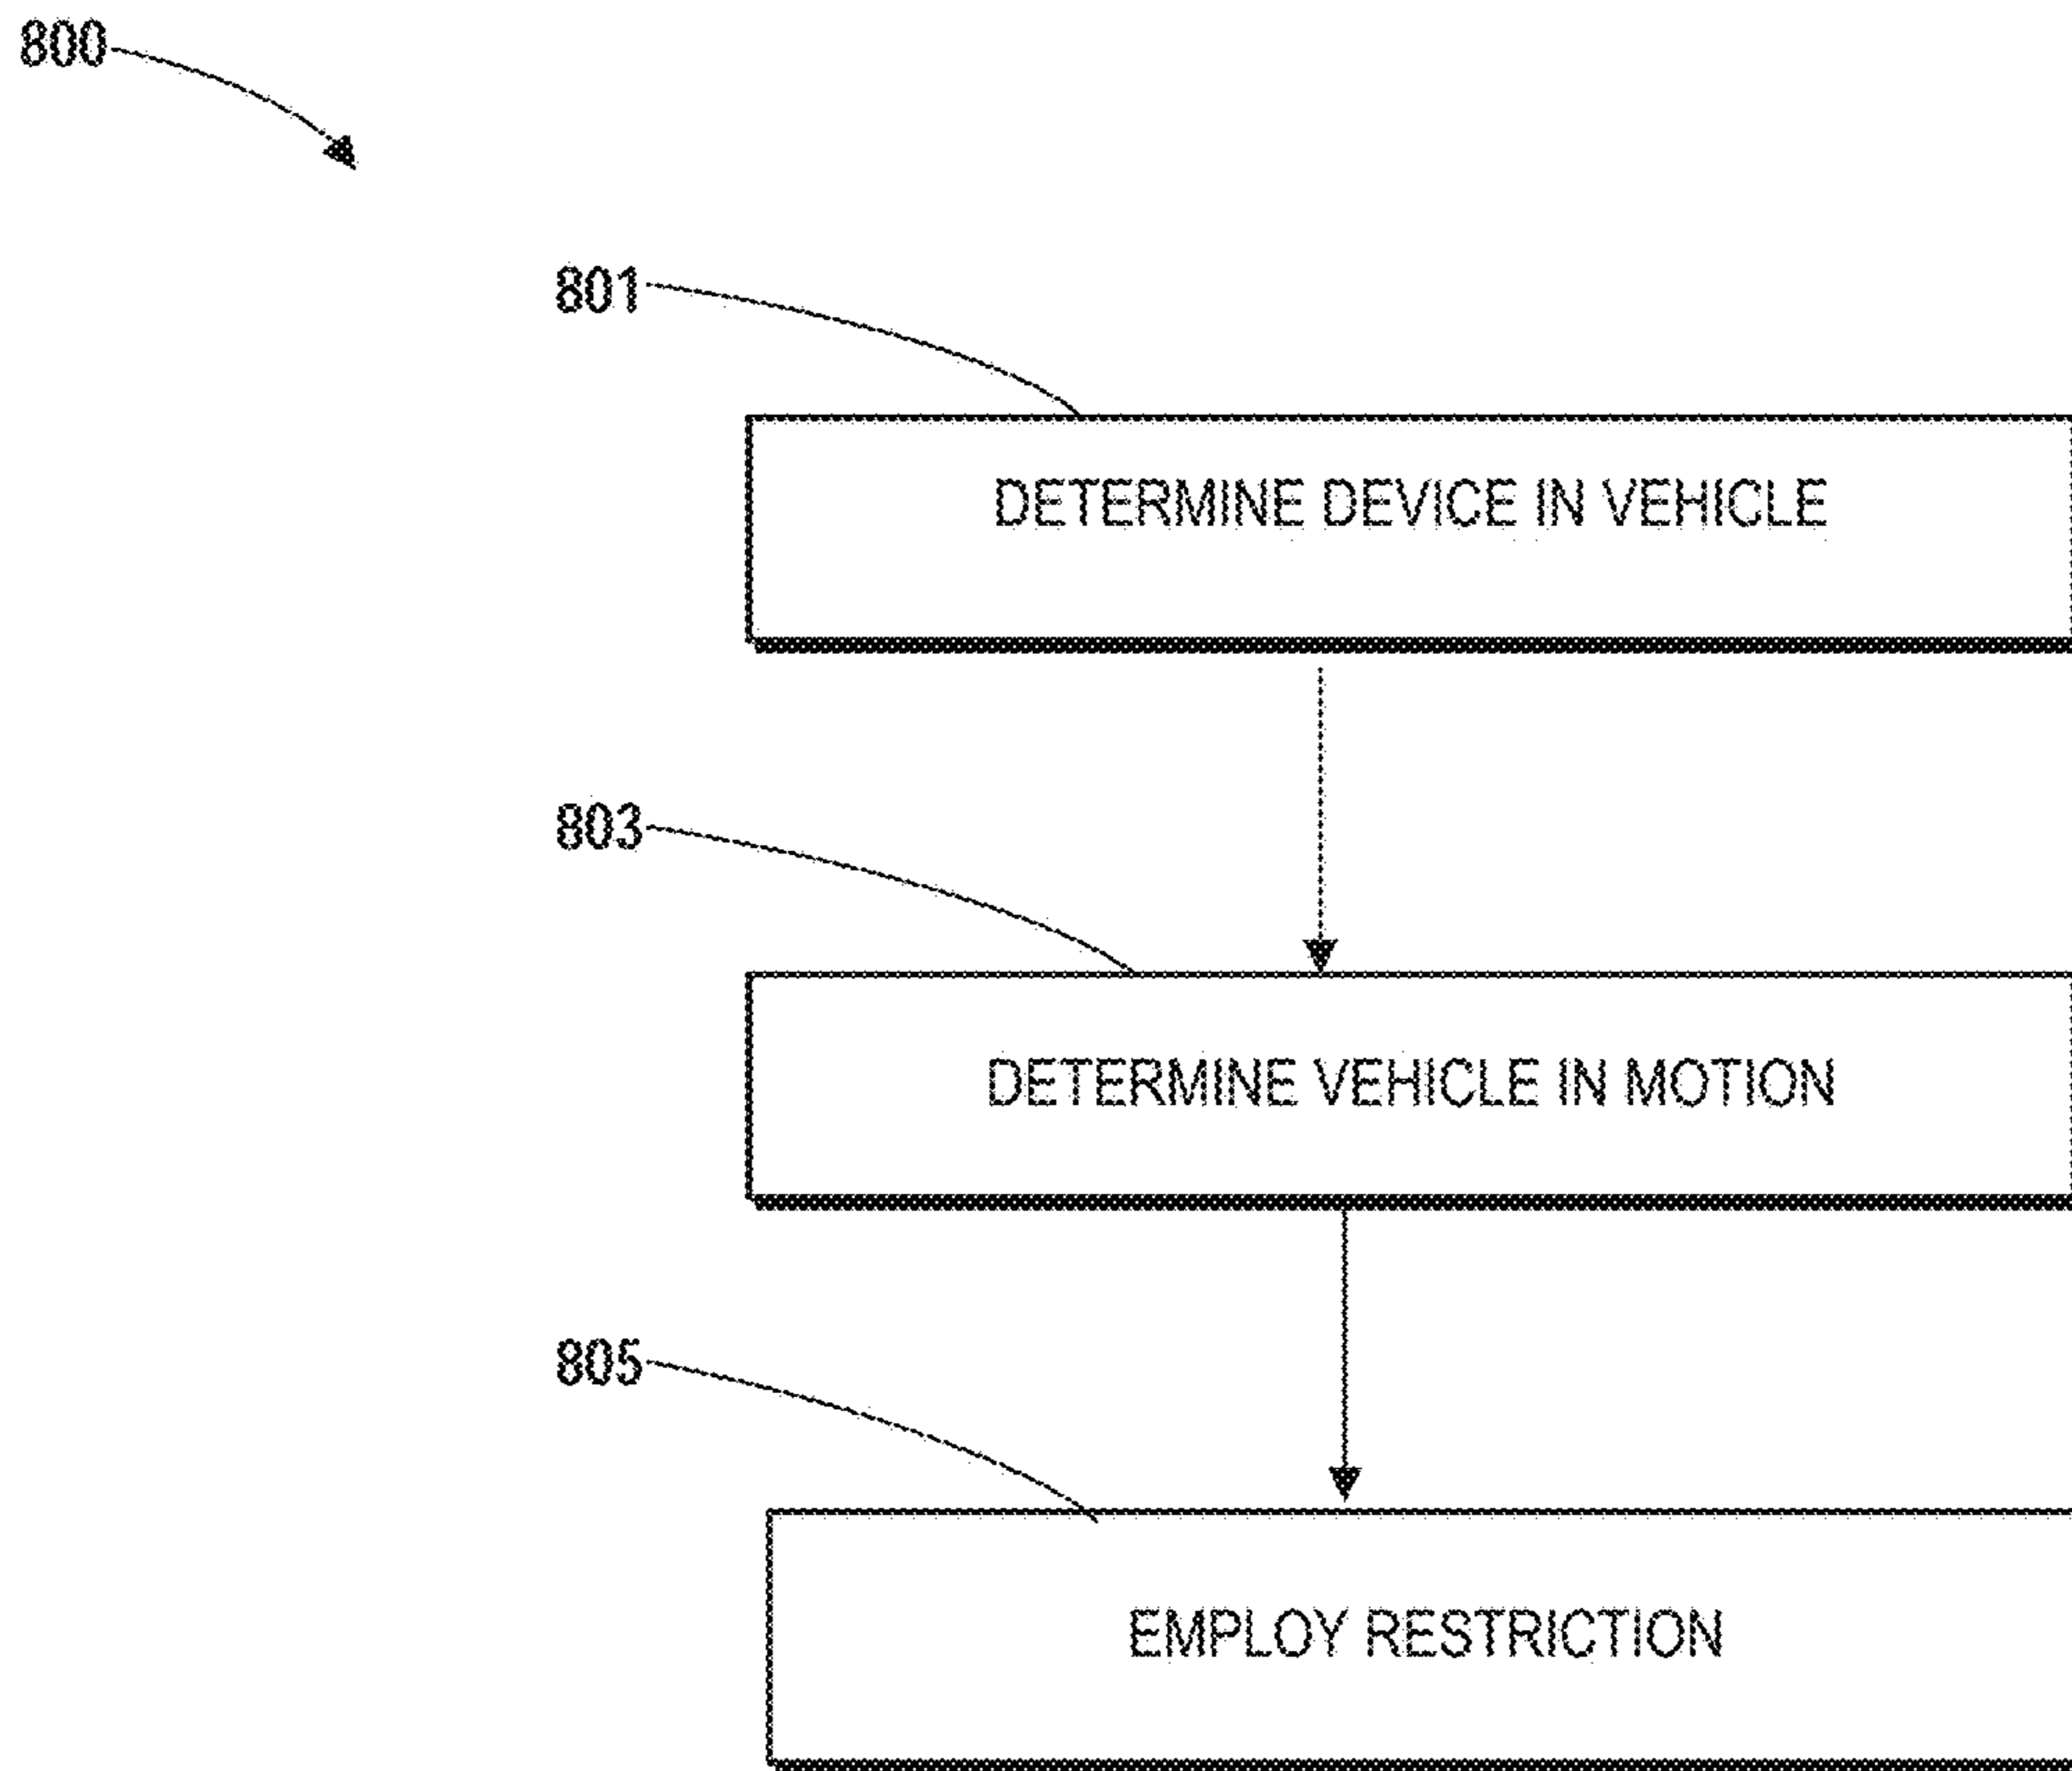 800
801
DETERMINE DEVICE IN VEHICLE
803
DETERMINE VEHICLE IN MOTION
805
EMPLOY RESTRICTION